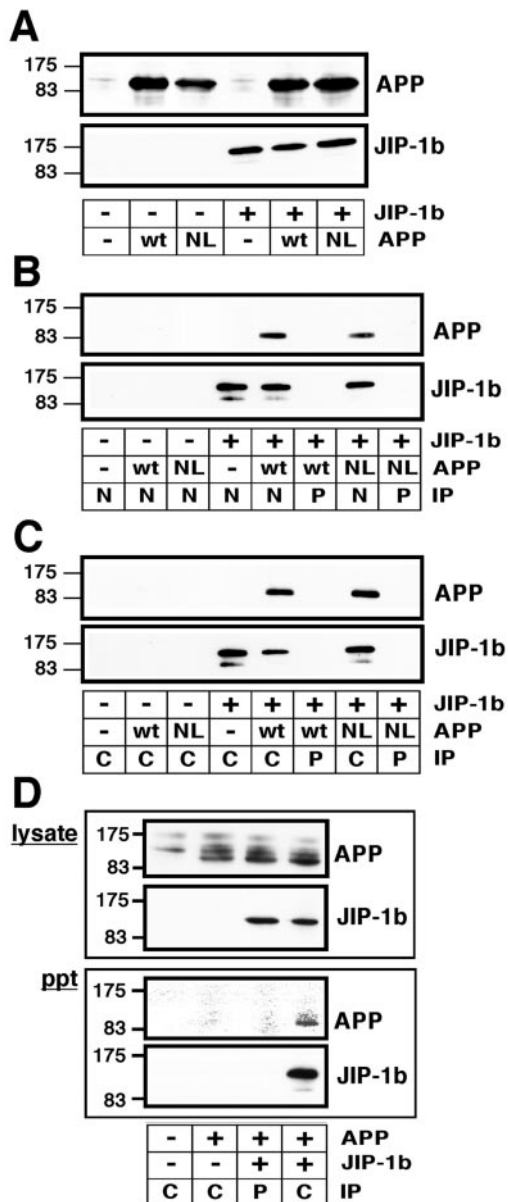 A
175
83
APP
175
83
JIP-1b
- - - + + + JIP-1b
- wt NL - wt NL APP
B
175
83
APP
175
83
JIP-1b
- - - + + + + + JIP-1b
- wt NL - wt wt NL NL APP
N N N N N P N P IP
C
175
83
APP
175
83
JIP-1b
- - - + + + + + JIP-1b
- wt NL - wt wt NL NL APP
C C C C C P C P IP
D
lysate
175
83
APP
175
83
JIP-1b
ppt
175
83
APP
175
83
JIP-1b
- + + + APP
- - + + JIP-1b
C C P C IP